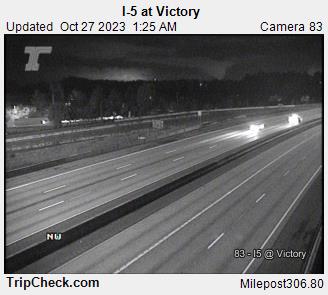 I-5 at Victory
Updated Oct 27 2023 1:25 AM Camera 83
T
NW
83 - I5 @ Victory
TripCheck.com Milepost306.80